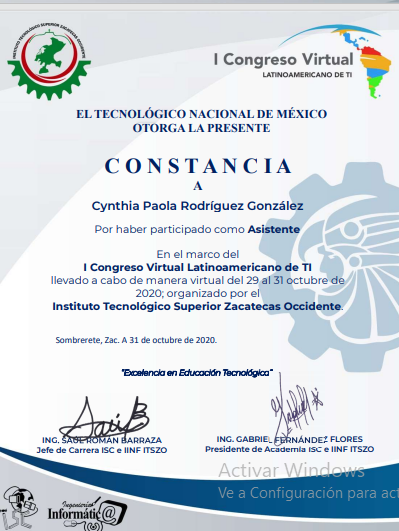 INSTITUTO TECNOLÓGICO SUPERIOR ZACATECAS OCCIDENTE
I Congreso Virtual
LATINOAMERICANO DE TI
EL TECNOLÓGICO NACIONAL DE MÉXICO
OTORGA LA PRESENTE
CONSTANCIA
A
Cynthia Paola Rodríguez González
Por haber participado como Asistente
En el marco del
I Congreso Virtual Latinoamericano de TI
llevado a cabo de manera virtual del 29 al 31 octubre de
2020; organizado por el
Instituto Tecnológico Superior Zacatecas Occidente.
Sombrerete, Zac. A 31 de octubre de 2020.
"Excelencia en Educación Tecnológica"
ING. SAUL ROMAN BARRAZA
Jefe de Carrera ISC e IINF ITSZO
ING. GABRIEL FERNÁNDEZ FLORES
Presidente de Academia ISC e IINF ITSZO
Activar Windows
Ve a Configuración para act
Ingeniería
Informátic@